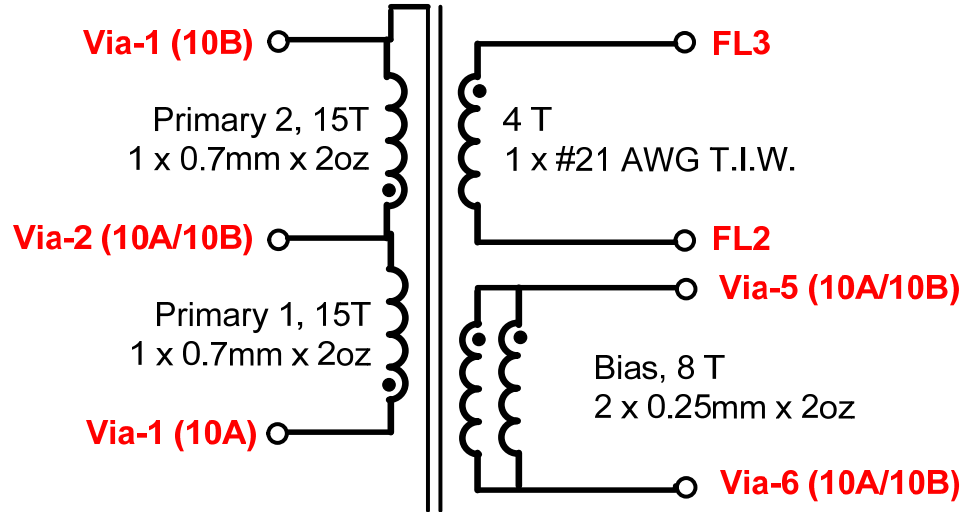 Via-1 (10B)
FL3
Primary 2, 15T
1 x 0.7mm x 2oz
4 T
1 x #21 AWG T.I.W.
Via-2 (10A/10B)
FL2
Via-5 (10A/10B)
Primary 1, 15T
1 x 0.7mm x 2oz
Bias, 8 T
2 x 0.25mm x 2oz
Via-1 (10A)
Via-6 (10A/10B)